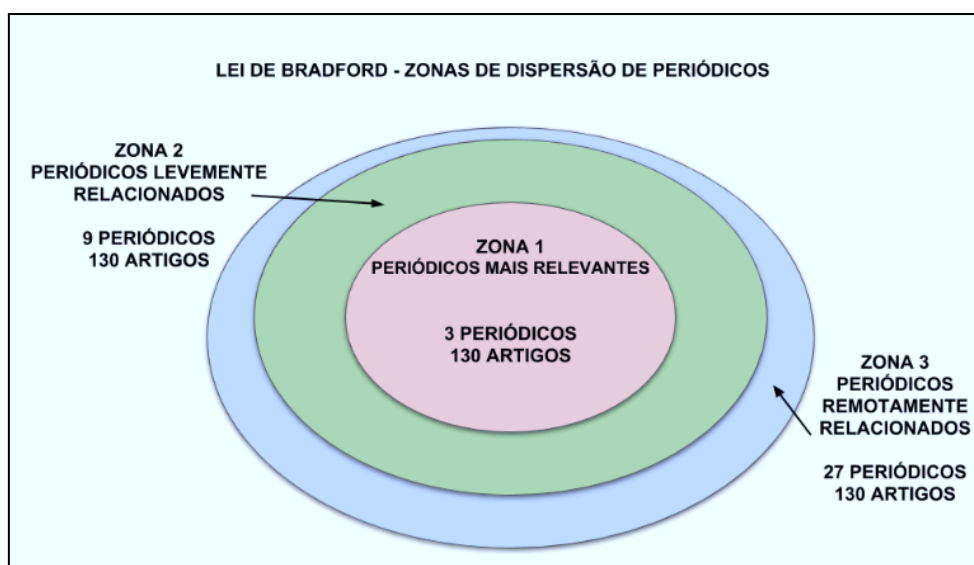 LEI DE BRADFORD - ZONAS DE DISPERSÃO DE PERIÓDICOS
ZONA 2
PERIÓDICOS LEVEMENTE
RELACIONADOS
9 PERIÓDICOS
130 ARTIGOS
ZONA 1
PERIÓDICOS MAIS RELEVANTES
3 PERIÓDICOS
130 ARTIGOS
ZONA 3
PERIÓDICOS
REMOTAMENTE
RELACIONADOS
27 PERIÓDICOS
130 ARTIGOS